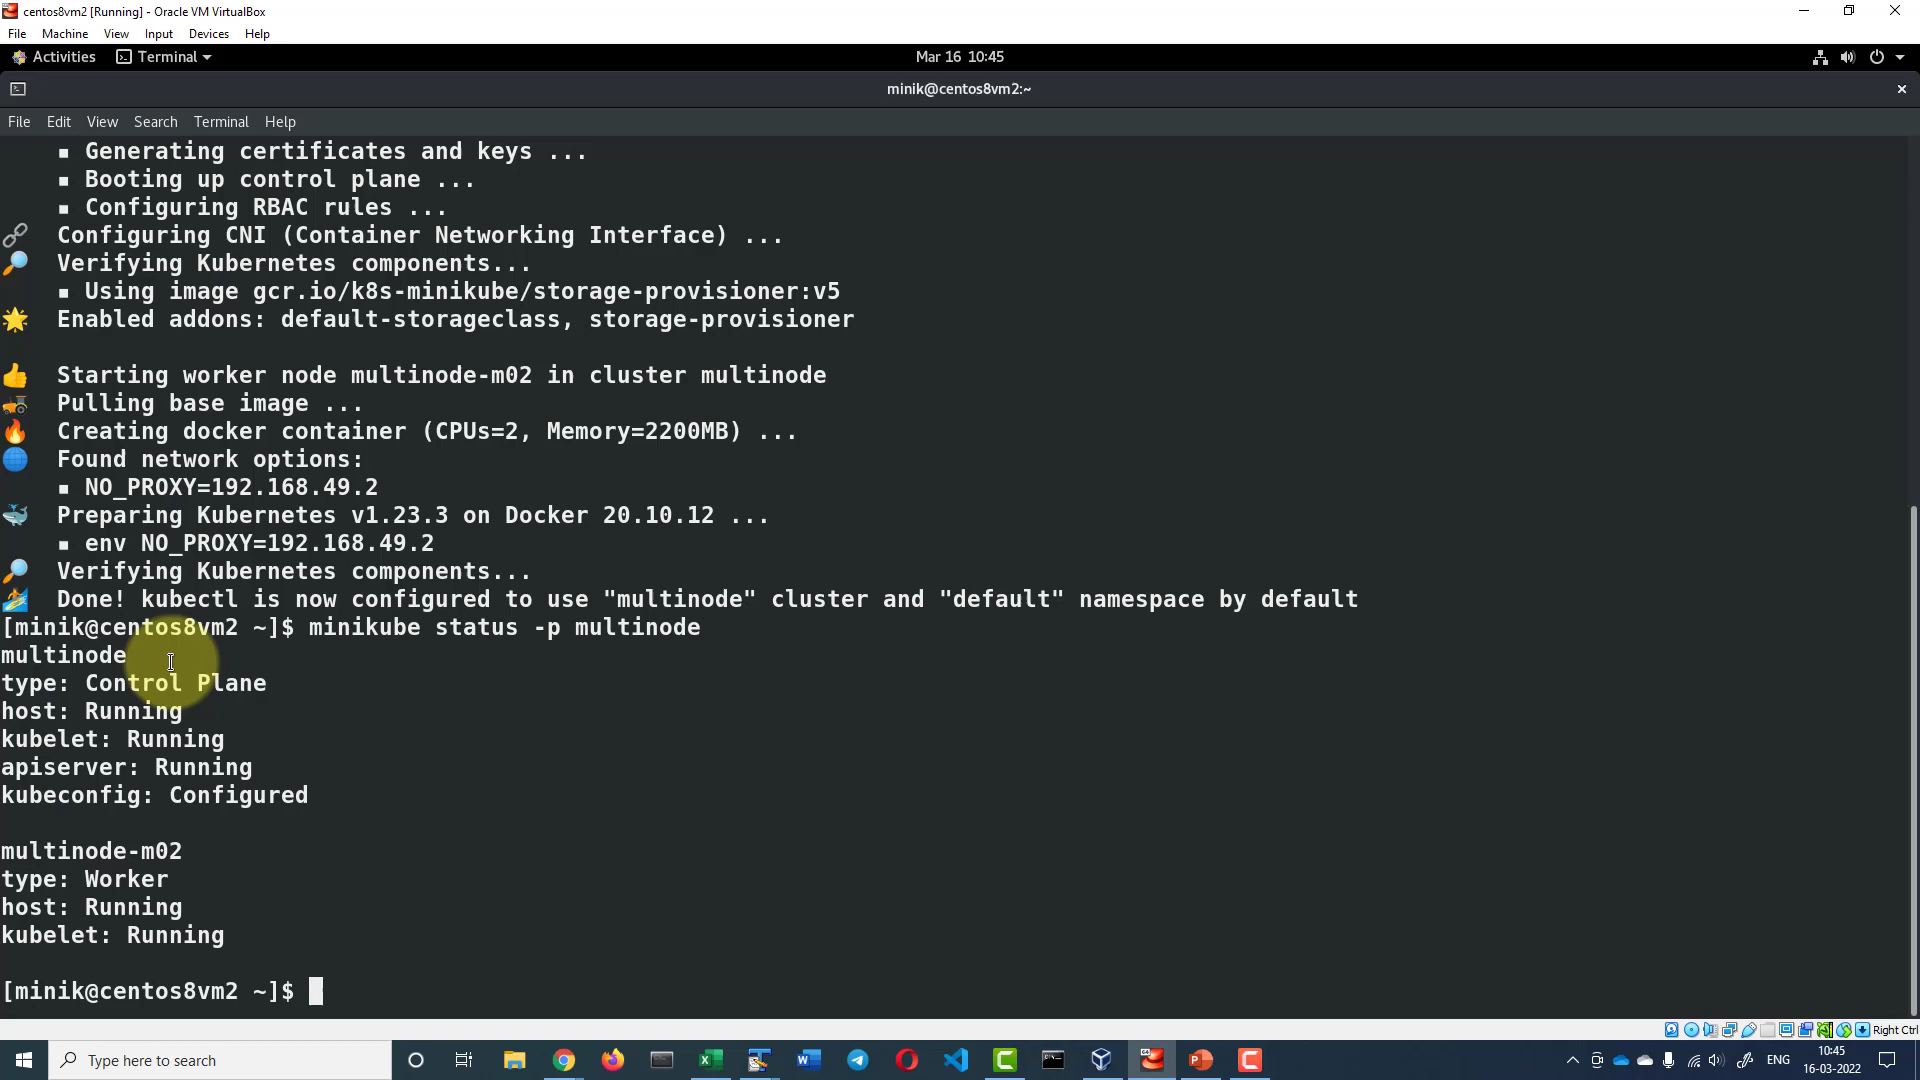 centos8vm2 [Running] - Oracle VM VirtualBox
File Machine View Input Devices Help
Activities Terminal Mar 16 10:45
minik@centos8vm2:~
File Edit View Search Terminal Help
▪ Generating certificates and keys ...
▪ Booting up control plane ...
▪ Configuring RBAC rules ...
Configuring CNI (Container Networking Interface) ...
Verifying Kubernetes components...
▪ Using image gcr.io/k8s-minikube/storage-provisioner:v5
Enabled addons: default-storageclass, storage-provisioner
Starting worker node multinode-m02 in cluster multinode
Pulling base image ...
Creating docker container (CPUs=2, Memory=2200MB) ...
Found network options:
▪ NO_PROXY=192.168.49.2
Preparing Kubernetes v1.23.3 on Docker 20.10.12 ...
▪ env NO_PROXY=192.168.49.2
Verifying Kubernetes components...
Done! kubectl is now configured to use "multinode" cluster and "default" namespace by default
[minik@centos8vm2 ~]$ minikube status -p multinode
multinode
type: Control Plane
host: Running
kubelet: Running
apiserver: Running
kubeconfig: Configured
multinode-m02
type: Worker
host: Running
kubelet: Running
[minik@centos8vm2 ~]$
Right Ctrl
Type here to search
ENG
10:45
16-03-2022